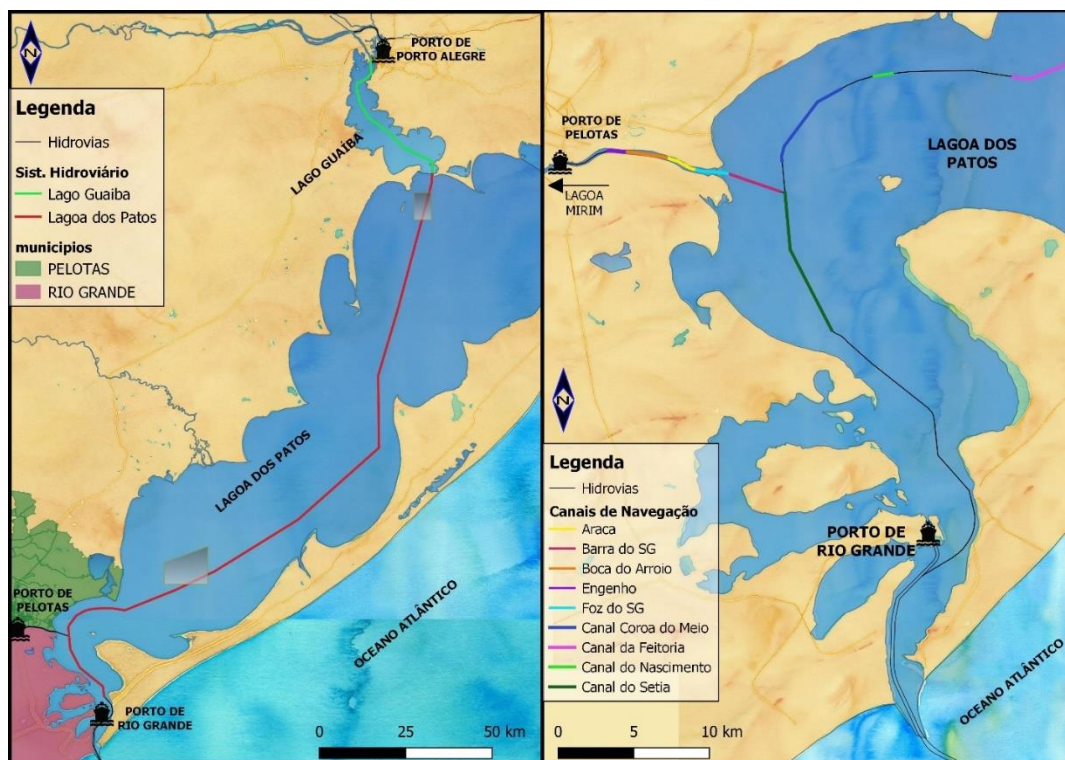 N
PORTO DE
PORTO ALEGRE
Legenda
Hidrovias
Sist. Hidroviário
Lago Guaiba
Lagoa dos Patos
municipios
PELOTAS
RIO GRANDE
LAGO GUAIBA
LAGOA DOS PATOS
PORTO DE
PELOTAS
OCEANO ATLÂNTICO
PORTO DE
RIO GRANDE
0 25 50 km
PORTO DE
PELOTAS
LAGOA
MIRIM
LAGOA DOS
PATOS
N
Legenda
Hidrovias
Canais de Navegação
Araca
Barra do SG
Boca do Arroio
Engenho
Foz do SG
Canal Coroa do Meio
Canal da Feitoria
Canal do Nascimento
Canal do Setia
PORTO DE
RIO GRANDE
OCEANO ATLÂNTICO
0 5 10 km